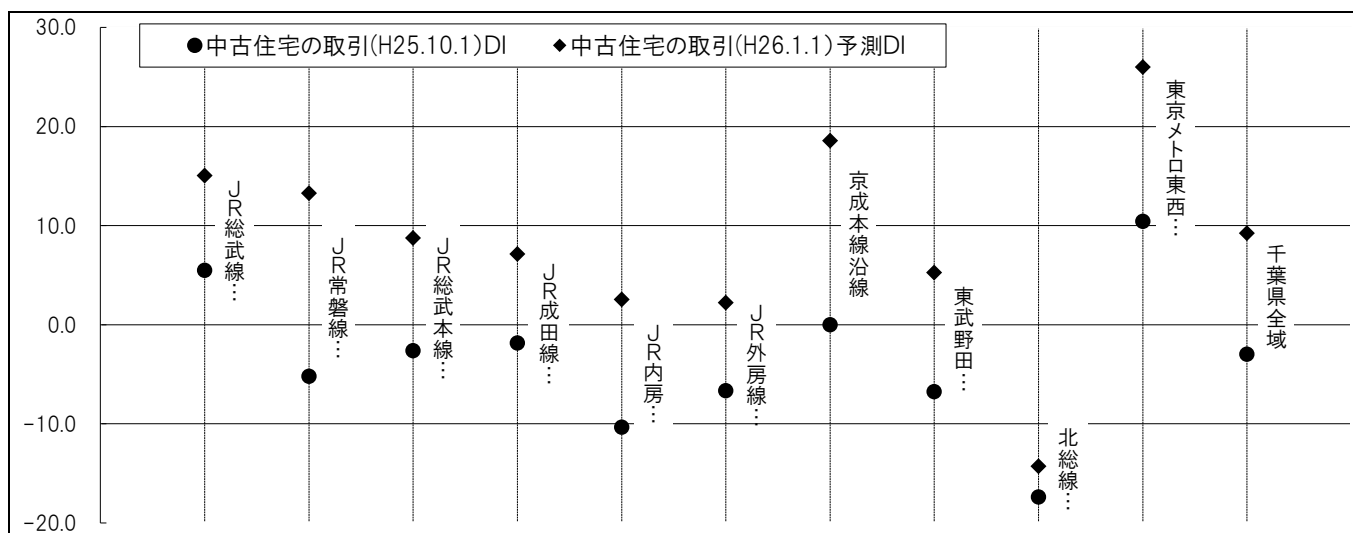 ●中古住宅の取引(H25.10.1)DI ◆中古住宅の取引(H26.1.1)予測DI
30.0
20.0
10.0
0.0
-10.0
-20.0
JR総武線…
JR常磐線…
JR総武本線…
JR成田線…
JR内房…
JR外房線…
京成本線沿線
東武野田…
北総線…
東京メトロ東西…
千葉県全域